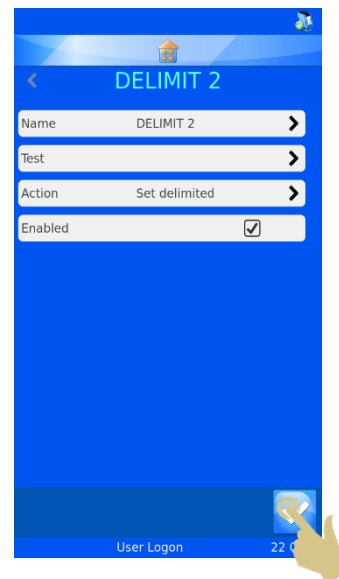 DELIMIT 2
Name DELIMIT 2
Test
Action Set delimited
Enabled
User Logon 22